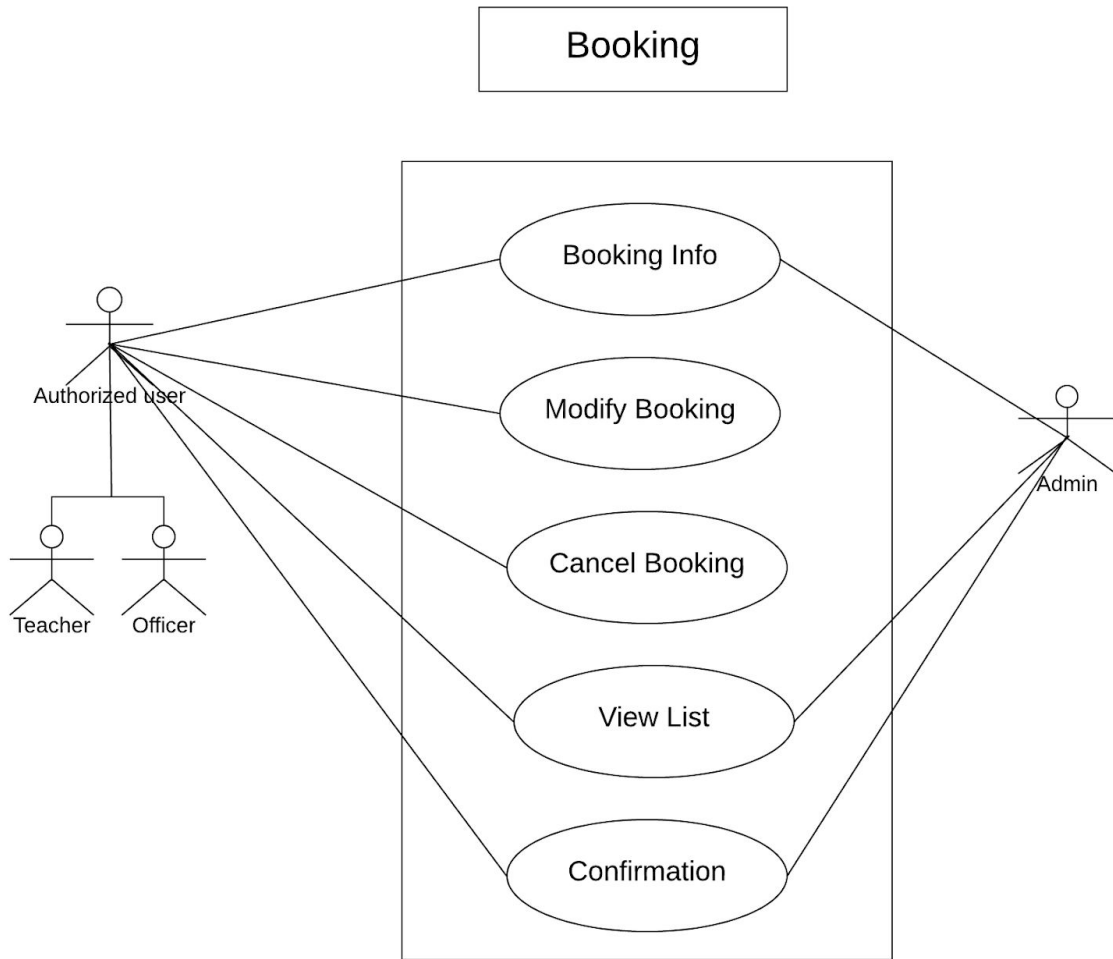 Booking
Booking Info
Authorized user
Modify Booking
Admin
Cancel Booking
Teacher
Officer
View List
Confirmation